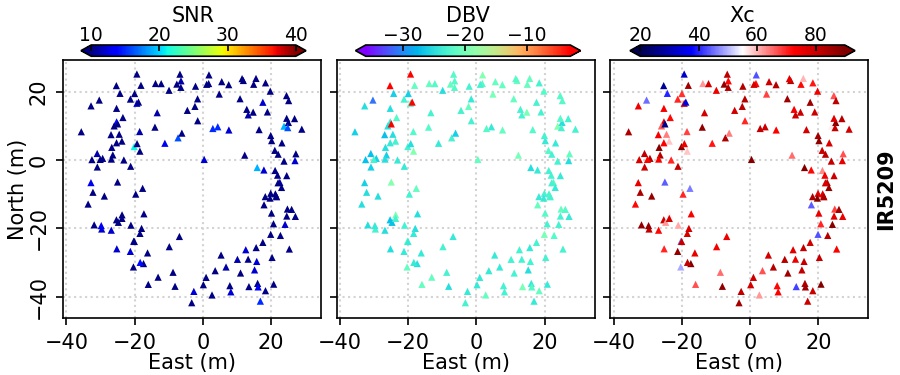 SNR DBV Xc
10 20 30 40 −30 −20 −10 20 40 60 80
20
0
−20
−40
North (m)
−40 −20 0 20 −40 −20 0 20 −40 −20 0 20
East (m) East (m) East (m)
IR5209